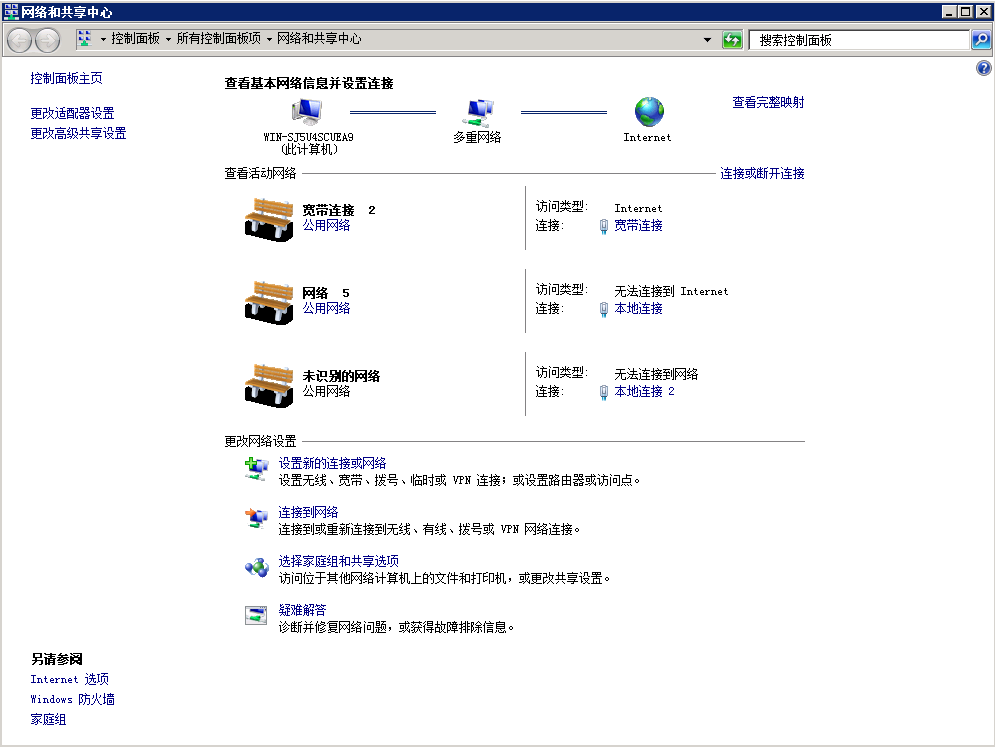 网络和共享中心
控制面板 所有控制面板项 网络和共享中心
搜索控制面板
控制面板主页
更改适配器设置
更改高级共享设置
查看基本网络信息并设置连接
查看完整映射
WIN-SJ5U4SCUEA9
(此计算机)
多重网络
Internet
查看活动网络
连接或断开连接
宽带连接 2
公用网络
访问类型: Internet
连接: 宽带连接
网络 5
公用网络
访问类型: 无法连接到 Internet
连接: 本地连接
未识别的网络
公用网络
访问类型: 无法连接到网络
连接: 本地连接 2
更改网络设置
设置新的连接或网络
设置无线、宽带、拨号、临时或 VPN 连接；或设置路由器或访问点。
连接到网络
连接到或重新连接到无线、有线、拨号或 VPN 网络连接。
选择家庭组和共享选项
访问位于其他网络计算机上的文件和打印机，或更改共享设置。
疑难解答
诊断并修复网络问题，或获得故障排除信息。
另请参阅
Internet 选项
Windows 防火墙
家庭组